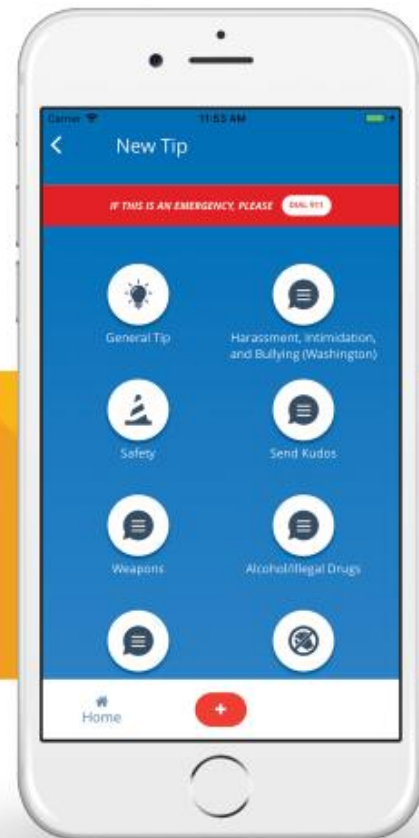 Carrier 11:53 AM
New Tip
IF THIS IS AN EMERGENCY, PLEASE DIAL 911
General Tip
Harassment, Intimidation,
and Bullying (Washington)
Safety
Send Kudos
Weapons
Alcohol/Illegal Drugs
Home